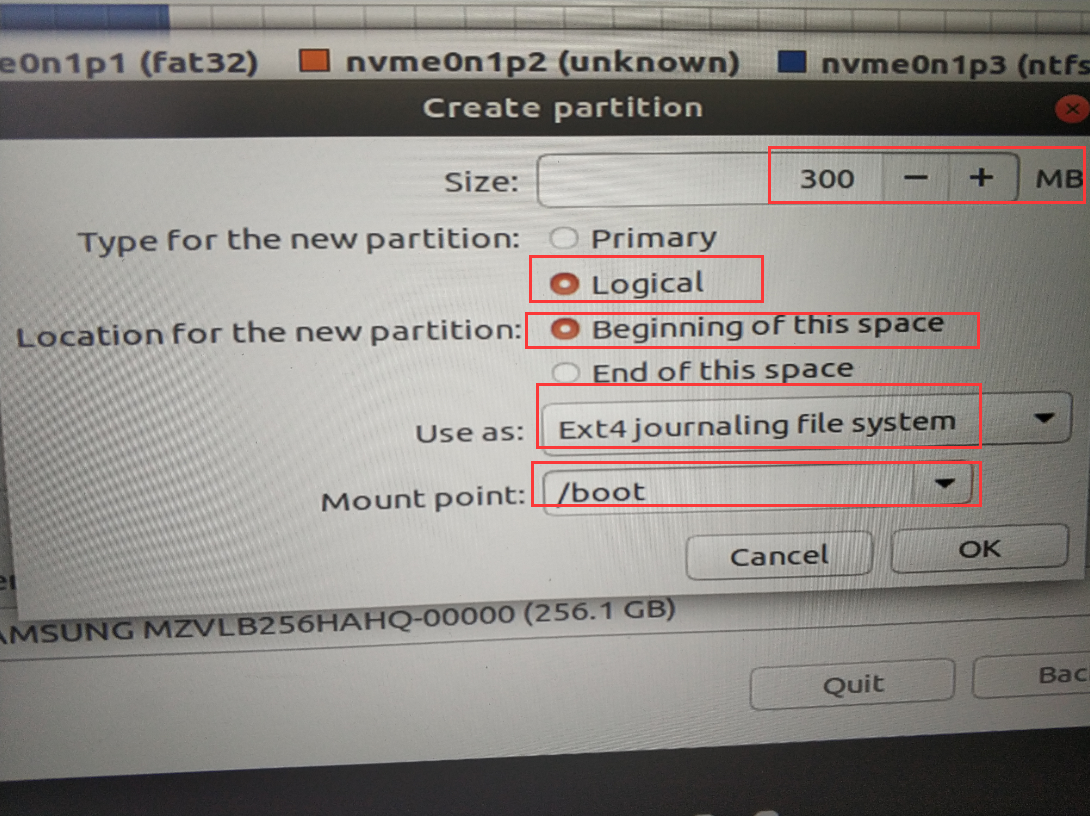 e0n1p1 (fat32) nvme0n1p2 (unknown) nvme0n1p3 (ntfs
Create partition
Size: 300 − + MB
Type for the new partition: Primary
Logical
Location for the new partition: Beginning of this space
End of this space
Use as: Ext4 journaling file system
Mount point: /boot
Cancel OK
AMSUNG MZVLB256HAHQ-00000 (256.1 GB)
Quit Bac